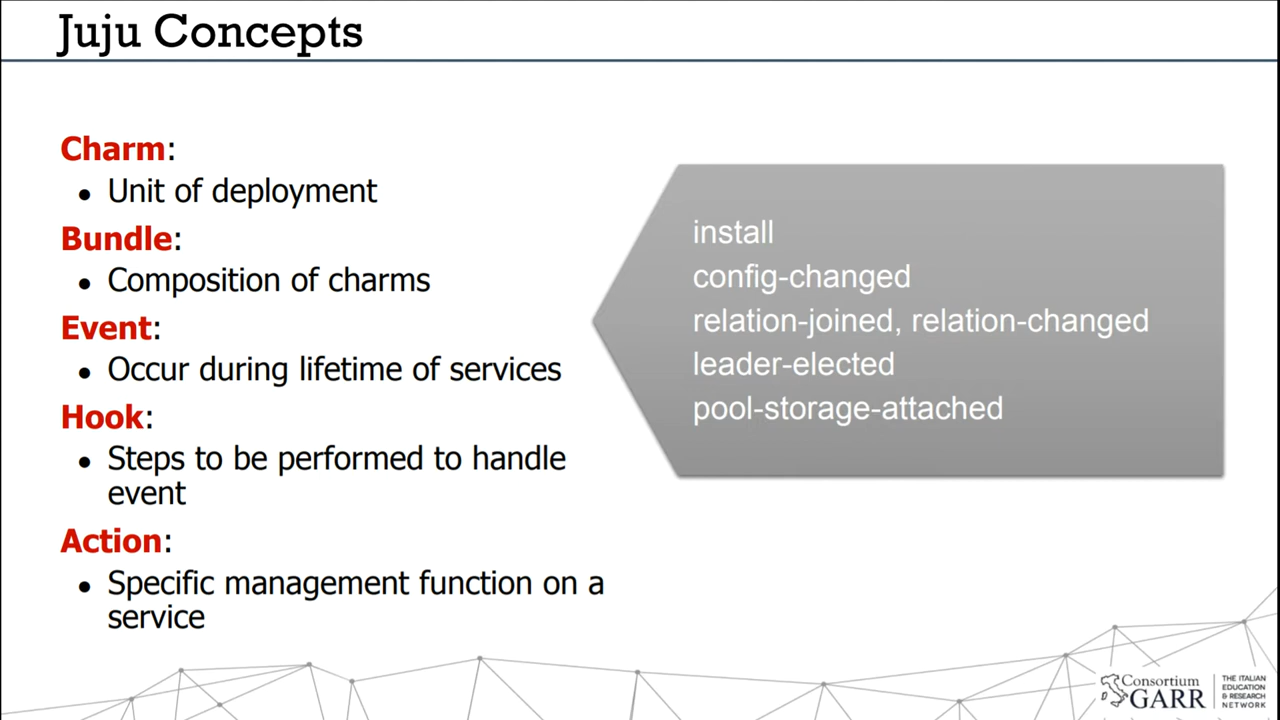 Juju Concepts
Charm:
• Unit of deployment
Bundle:
• Composition of charms
Event:
• Occur during lifetime of services
Hook:
• Steps to be performed to handle
event
Action:
• Specific management function on a
service
install
config-changed
relation-joined, relation-changed
leader-elected
pool-storage-attached
Consortium
GARR
THE ITALIAN
EDUCATION
& RESEARCH
NETWORK